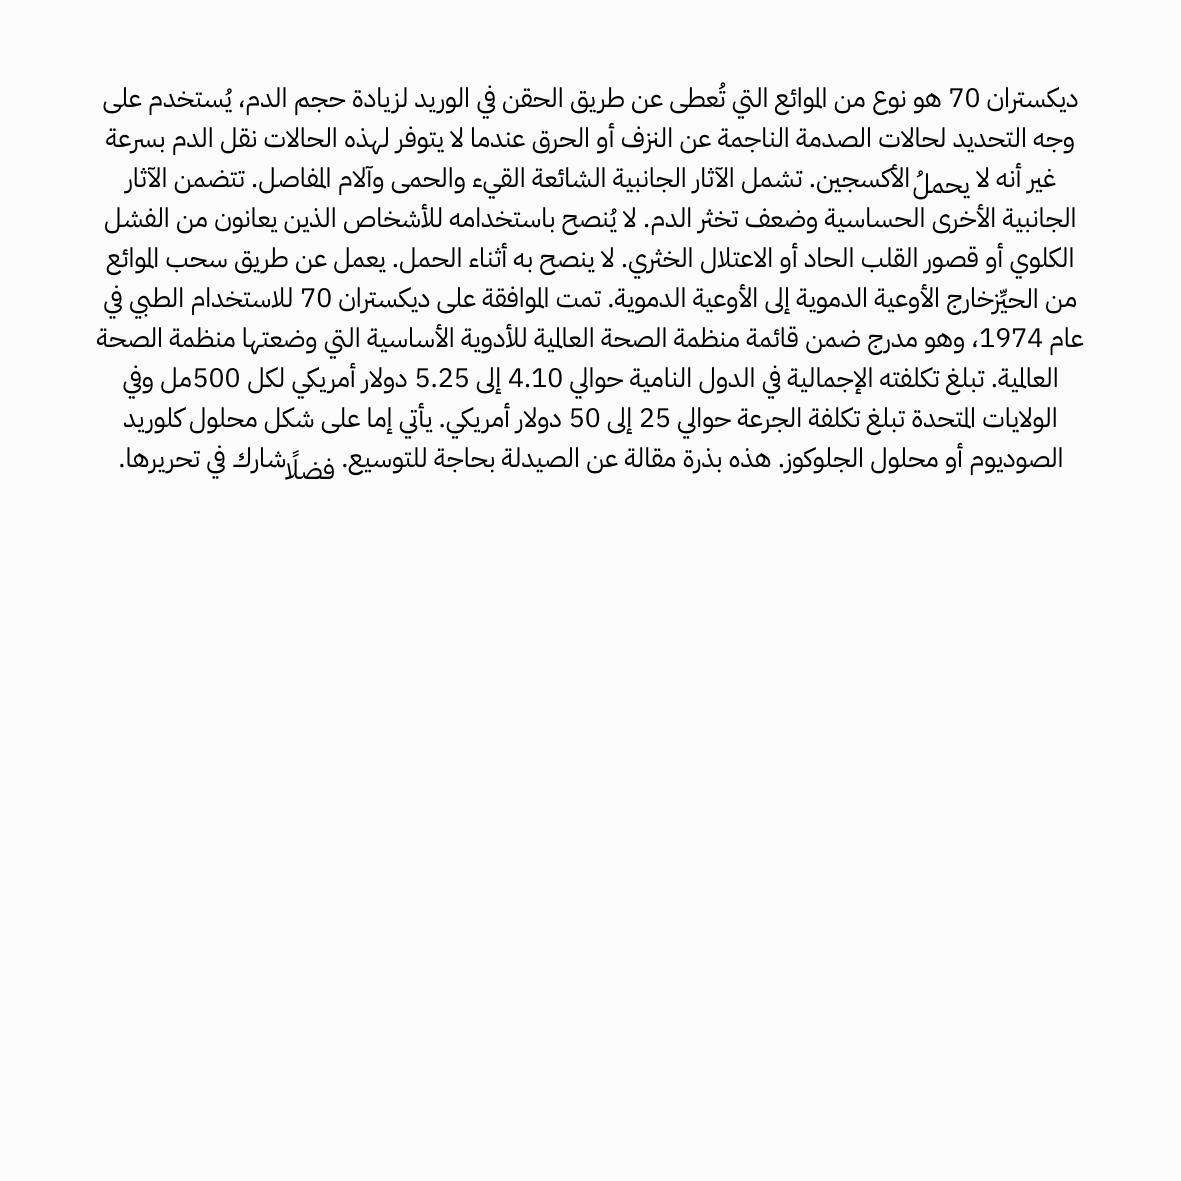 ديكستران 70 هو نوع من الموائع التي تُعطى عن طريق الحقن في الوريد لزيادة حجم الدم، يُستخدم على
وجه التحديد لحالات الصدمة الناجمة عن النزف أو الحرق عندما لا يتوفر لهذه الحالات نقل الدم بسرعة
غير أنه لا يحملُ الأكسجين. تشمل الآثار الجانبية الشائعة القيء والحمى وآلام المفاصل. تتضمن الآثار
الجانبية الأخرى الحساسية وضعف تخثر الدم. لا يُنصح باستخدامه للأشخاص الذين يعانون من الفشل
الكلوي أو قصور القلب الحاد أو الاعتلال الخثري. لا ينصح به أثناء الحمل. يعمل عن طريق سحب الموائع
من الحيِّزخارج الأوعية الدموية إلى الأوعية الدموية. تمت الموافقة على ديكستران 70 للاستخدام الطبي في
عام 1974، وهو مدرج ضمن قائمة منظمة الصحة العالمية للأدوية الأساسية التي وضعتها منظمة الصحة
العالمية. تبلغ تكلفته الإجمالية في الدول النامية حوالي 4.10 إلى 5.25 دولار أمريكي لكل 500مل وفي
الولايات المتحدة تبلغ تكلفة الجرعة حوالي 25 إلى 50 دولار أمريكي. يأتي إما على شكل محلول كلوريد
الصوديوم أو محلول الجلوكوز. هذه بذرة مقالة عن الصيدلة بحاجة للتوسيع. فضلًا شارك في تحريرها.